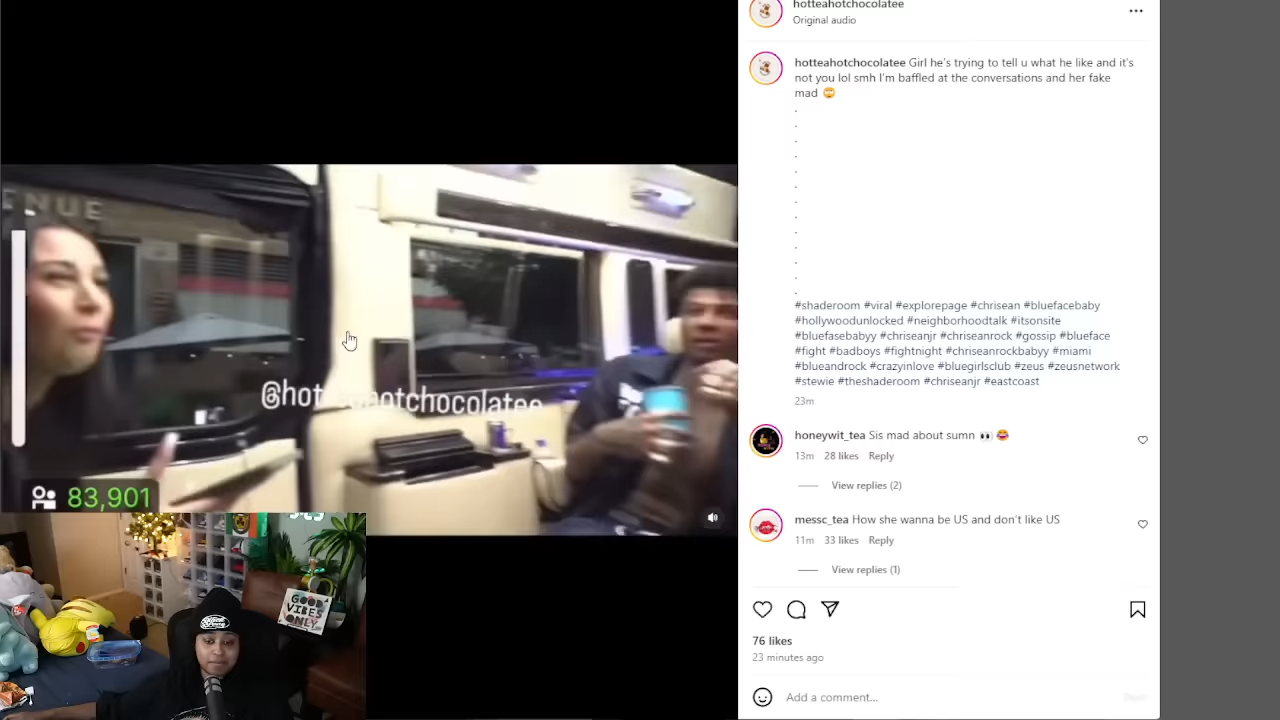 hotteahotchocolatee
Original audio
hotteahotchocolatee Girl he's trying to tell u what he like and it's
not you lol smh I'm baffled at the conversations and her fake
mad 🙄
.
.
.
.
.
.
.
.
.
.
.
.
.
#shaderoom #viral #explorepage #chrisean #bluefacebaby
#hollywoodunlocked #neighborhoodtalk #itsonsite
#bluefasebabyy #chriseanjr #chriseanrock #gossip #blueface
#fight #badboys #fightnight #chriseanrockbabyy #miami
#blueandrock #crazyinlove #bluegirlsclub #zeus #zeusnetwork
#stewie #theshaderoom #chriseanjr #eastcoast
23m
honeywit_tea Sis mad about sumn 👀 😂
13m 28 likes Reply
View replies (2)
messc_tea How she wanna be US and don't like US
11m 33 likes Reply
View replies (1)
76 likes
23 minutes ago
Add a comment...
Post
ENUE
@hotteahotchocolatee
83,901
GOOD
VIBES
ONLY